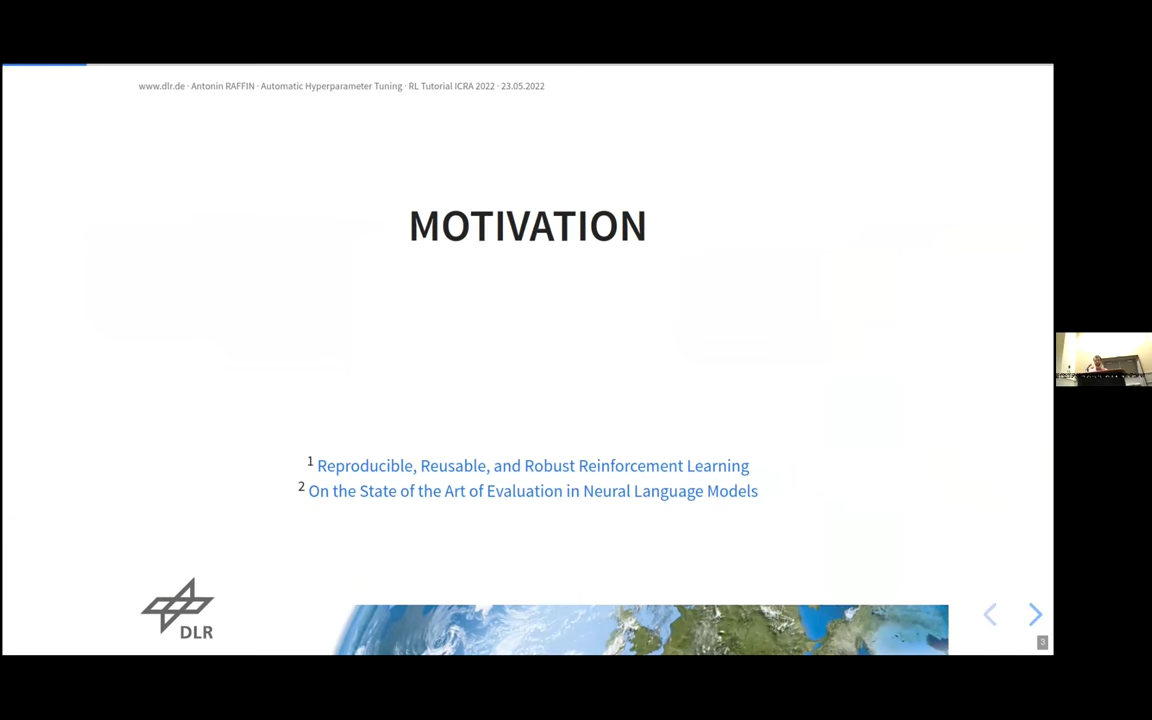 www.dlr.de · Antonin RAFFIN · Automatic Hyperparameter Tuning · RL Tutorial ICRA 2022 · 23.05.2022
MOTIVATION
1 Reproducible, Reusable, and Robust Reinforcement Learning
2 On the State of the Art of Evaluation in Neural Language Models
DLR
3